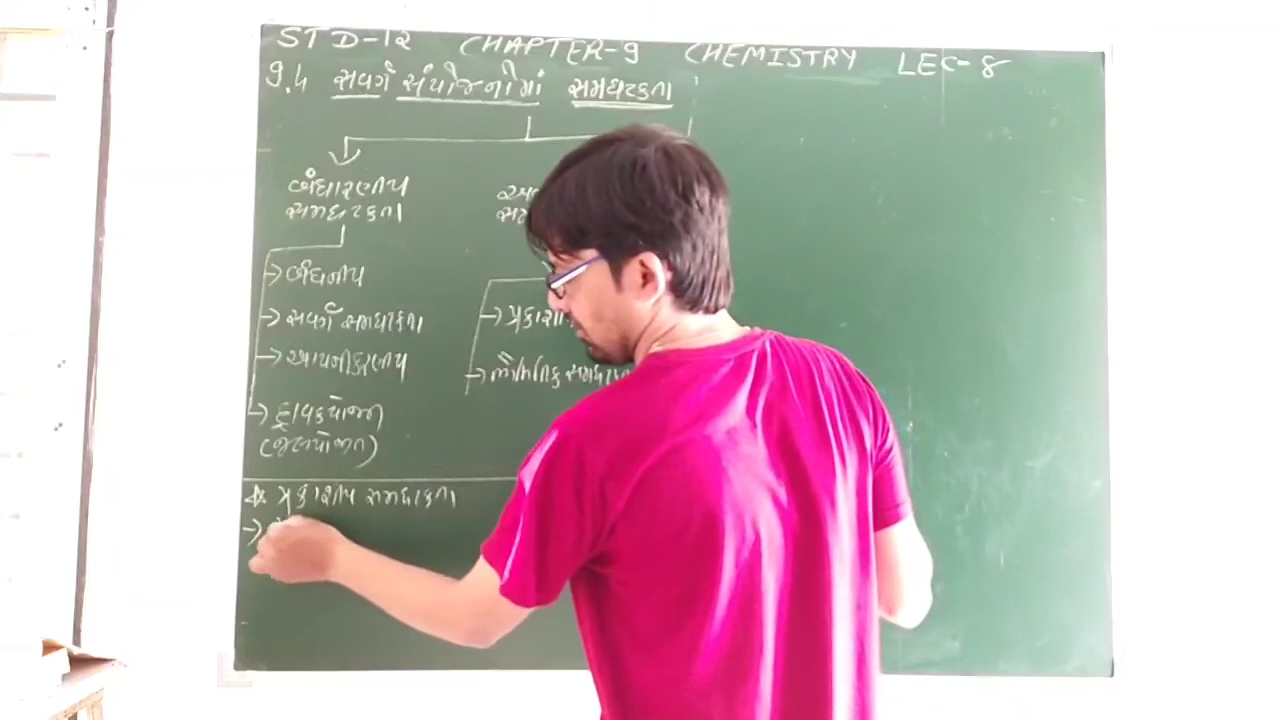 STD-12 CHAPTER-9 CHEMISTRY LEC-8
9.4 સવર્ગ સંયોજનોમાં સમઘટકતા
બંધારણીય
સમઘટકતા
→ બંધનીય
→ સવર્ગ સમઘટકતા
→ આયનીકરણીય
→ દ્રાવકયોજન
(જલયોજન)
→ પ્રકાશી
→ ભૌમિતિક સમઘટકતા
* પ્રકાશીય સમઘટકતા
→